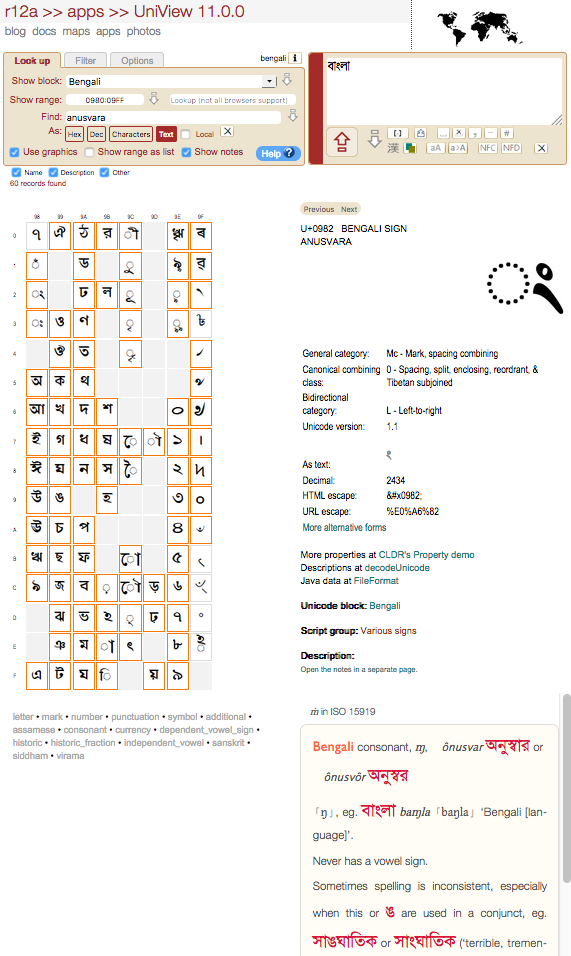 r12a >> apps >> UniView 11.0.0
blog docs maps apps photos
Look up Filter Options bengali i
Show block: Bengali
Show range: 0980:09FF Lookup (not all browsers support)
Find: anusvara
As: Hex Dec Characters Text Local X
Use graphics Show range as list Show notes Help ?
Name Description Other
60 records found
বাংলা
漢 aA a>A NFC NFD X
98 99 9A 9B 9C 9D 9E 9F
0 ঀ ঐ ঠ র ী ৠ ৰ
1 ঁ ড ু ৡ ৱ
2 ং ঢ ল ূ ৢ ৲
3 ঃ ও ণ ৃ ৣ ৳
4 ঔ ত ৄ ৴
5 অ ক থ ৵
6 আ খ দ শ ০ ৶
7 ই গ ধ ষ ে ৗ ১ ৷
8 ঈ ঘ ন স ৈ ২ ৸
9 উ ঙ হ ৩ ৹
A ঊ চ প ৪ ৺
B ঋ ছ ফ ো ৫ ৻
C ঌ জ ব ় ৌ ড় ৬ ৼ
D ঝ ভ ঽ ্ ঢ় ৭ ৽
E ঞ ম া ৎ ৮ ৾
F এ ট য ি য় ৯
letter • mark • number • punctuation • symbol • additional •
assamese • consonant • currency • dependent_vowel_sign •
historic • historic_fraction • independent_vowel • sanskrit •
siddham • virama
Previous Next
U+0982 BENGALI SIGN
ANUSVARA
ং
General category: Mc - Mark, spacing combining
Canonical combining class: 0 - Spacing, split, enclosing, reordrant, &
Tibetan subjoined
Bidirectional
category: L - Left-to-right
Unicode version: 1.1
As text: ং
Decimal: 2434
HTML escape: &#x0982;
URL escape: %E0%A6%82
More alternative forms
More properties at CLDR's Property demo
Descriptions at decodeUnicode
Java data at FileFormat
Unicode block: Bengali
Script group: Various signs
Description:
Open the notes in a separate page.
ṁ in ISO 15919
Bengali consonant, ɱ, ônusvar অনুস্বার or
ônusvôr অনুস্বর
「ŋ」, eg. বাংলা baɱla 「baŋla」 ‘Bengali [lan-
guage]’.
Never has a vowel sign.
Sometimes spelling is inconsistent, especially
when this or ঙ are used in a conjunct, eg.
সাঙঘাতিক or সাংঘাতিক (‘terrible, tremen-